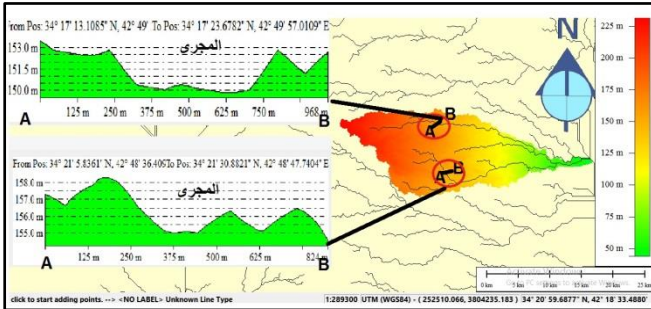 From Pos: 34° 17' 13.1085" N, 42° 49' To Pos: 34° 17' 23.6782" N, 42° 49' 57.0109" E
153.0 m
151.5 m
150.0 m
المجرى
125 m 250 m 375 m 500 m 625 m 750 m 968 m
A B
From Pos: 34° 21' 5.8361" N, 42° 48' 36.4097 To Pos: 34° 21' 30.8821" N, 42° 48' 47.7404" E
158.0 m
157.0 m
156.0 m
155.0 m
المجرى
125 m 250 m 375 m 500 m 625 m 824 m
A B
N
B
A
A B
225 m
200 m
175 m
150 m
125 m
100 m
75 m
50 m
0 km 5 km 10 km 15 km 20 km 25 km
click to start adding points. --> <NO LABEL> Unknown Line Type
1:289300 UTM (WGS84) - ( 252510.066, 3804235.183 ) 34° 20' 59.6877" N, 42° 18' 33.4880"